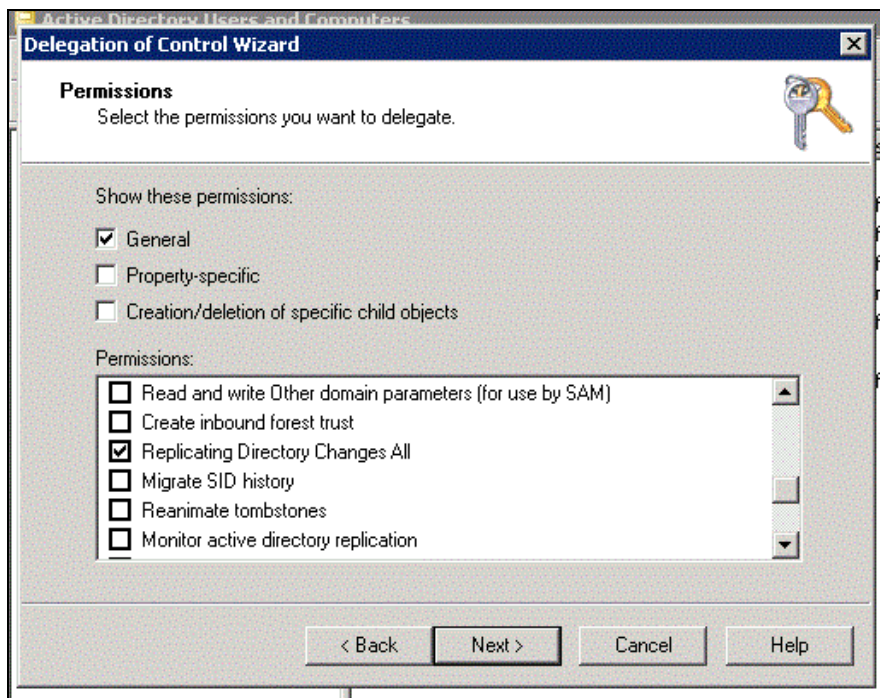 Active Directory Users and Computers
Delegation of Control Wizard
Permissions
Select the permissions you want to delegate.
Show these permissions:
General
Property-specific
Creation/deletion of specific child objects
Permissions:
Read and write Other domain parameters (for use by SAM)
Create inbound forest trust
Replicating Directory Changes All
Migrate SID history
Reanimate tombstones
Monitor active directory replication
< Back Next > Cancel Help